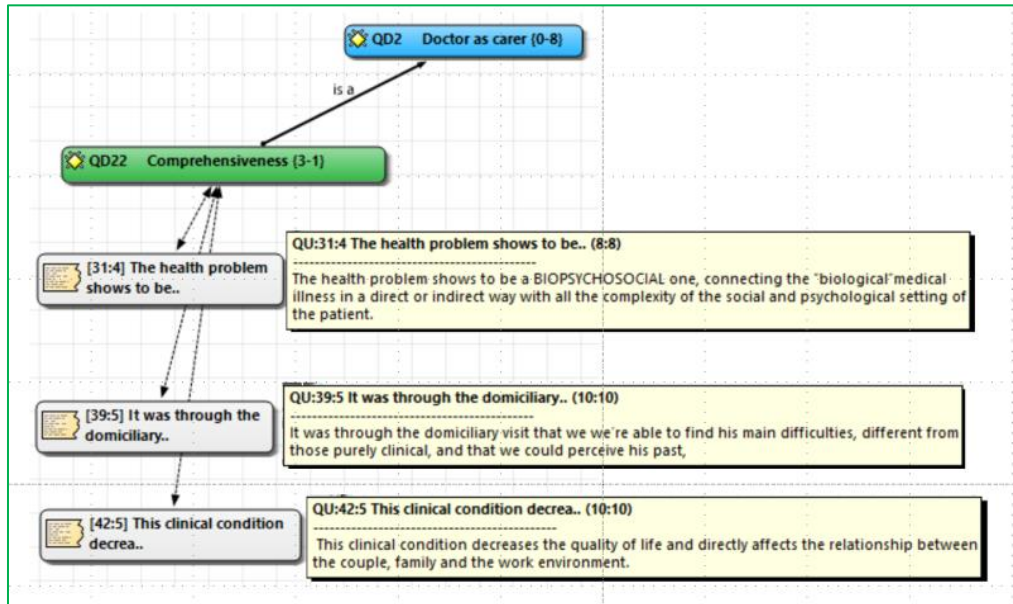 QD2 Doctor as carer {0-8}
is a
QD22 Comprehensiveness {3-1}
[31:4] The health problem
shows to be..
QU:31:4 The health problem shows to be.. (8:8)
The health problem shows to be a BIOPSYCHOSOCIAL one, connecting the "biological"medical
illness in a direct or indirect way with all the complexity of the social and psychological setting of
the patient.
[39:5] It was through the
domiciliary..
QU:39:5 It was through the domiciliary.. (10:10)
It was through the domiciliary visit that we we're able to find his main difficulties, different from
those purely clinical, and that we could perceive his past,
[42:5] This clinical condition
decrea..
QU:42:5 This clinical condition decrea.. (10:10)
This clinical condition decreases the quality of life and directly affects the relationship between
the couple, family and the work environment.